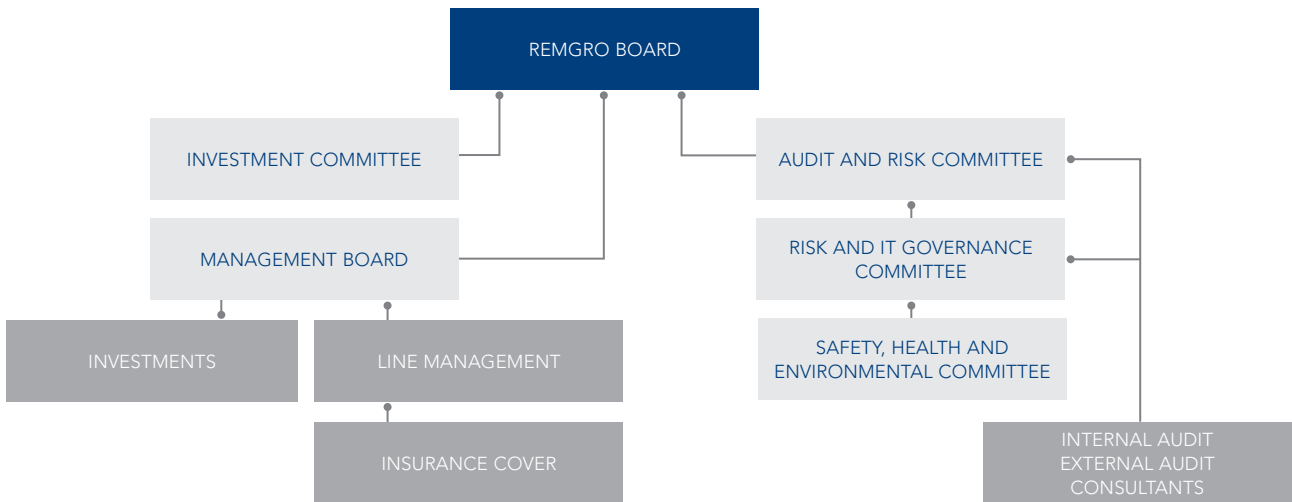 REMGRO BOARD
INVESTMENT COMMITTEE
AUDIT AND RISK COMMITTEE
MANAGEMENT BOARD
RISK AND IT GOVERNANCE
COMMITTEE
INVESTMENTS
LINE MANAGEMENT
SAFETY, HEALTH AND
ENVIRONMENTAL COMMITTEE
INSURANCE COVER
INTERNAL AUDIT
EXTERNAL AUDIT
CONSULTANTS